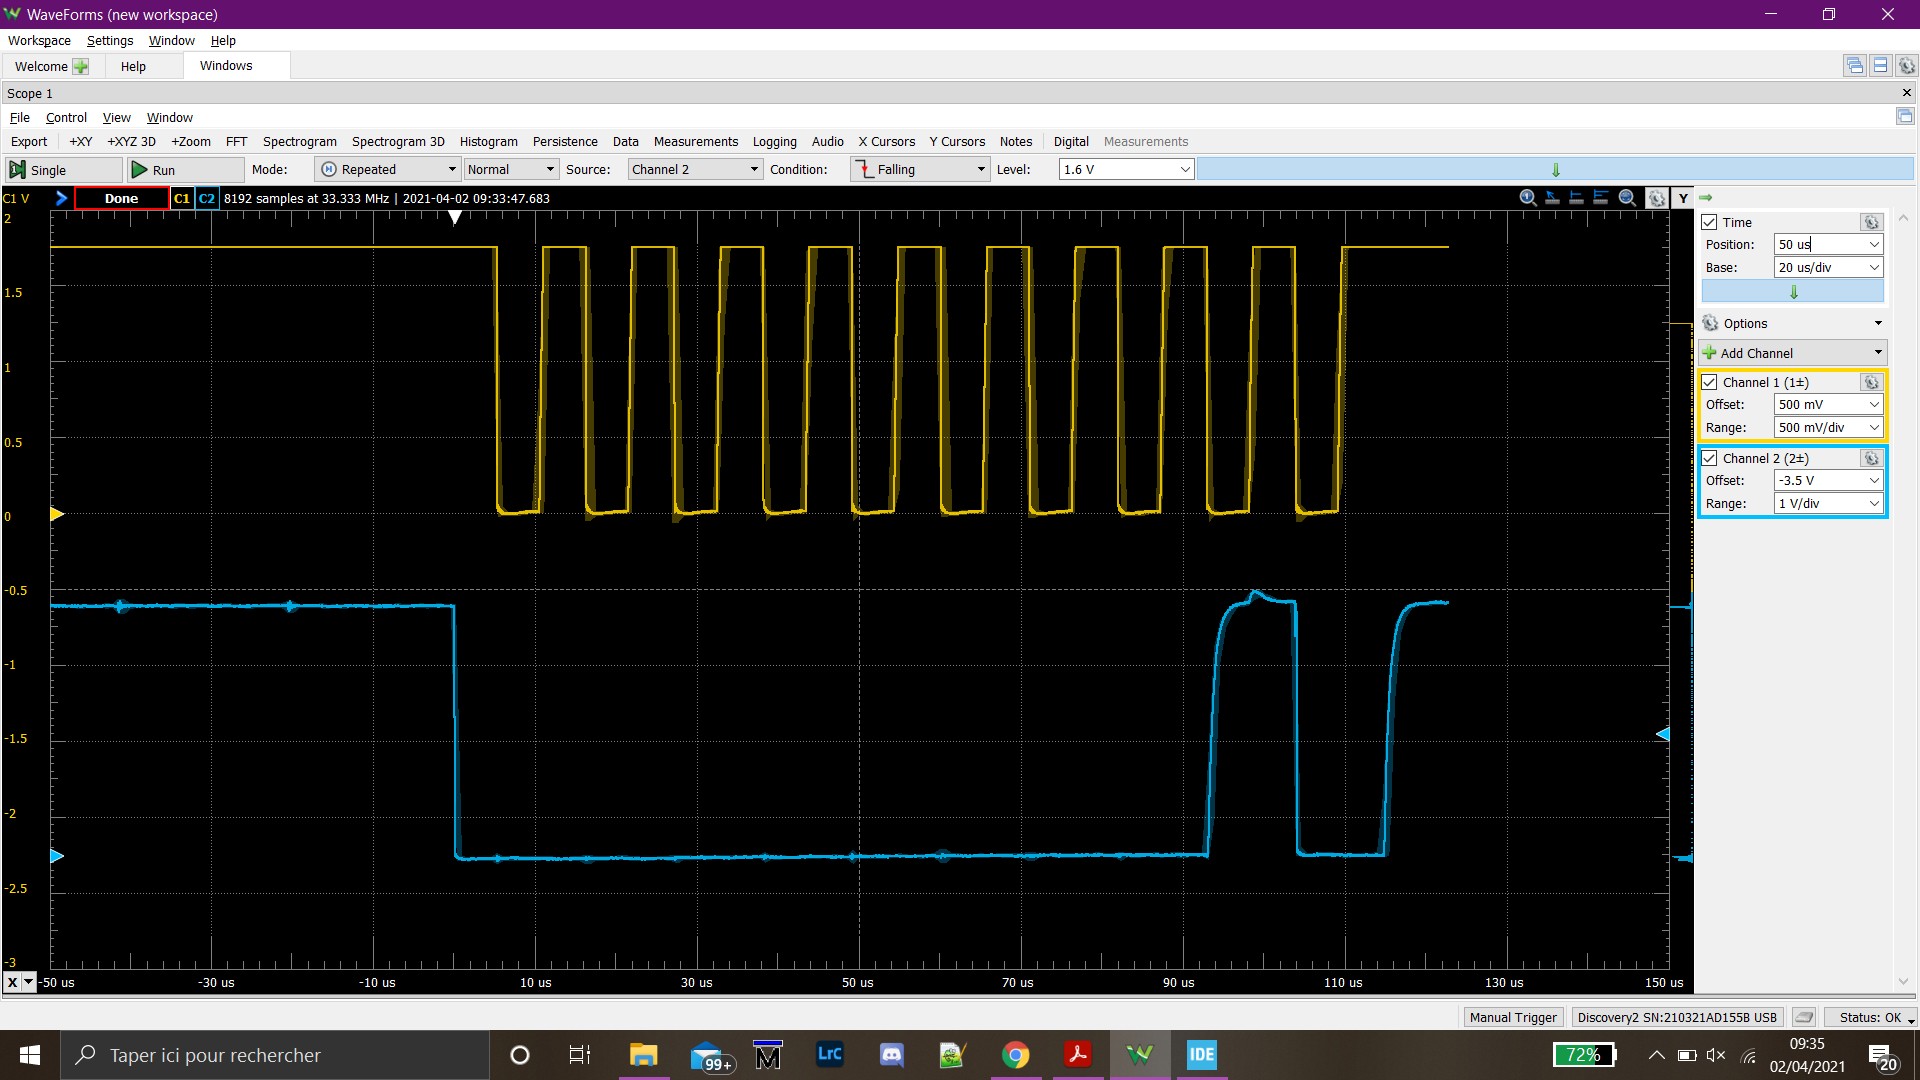 WaveForms (new workspace)
Workspace Settings Window Help
Welcome Help Windows
Scope 1
File Control View Window
Export +XY +XYZ 3D +Zoom FFT Spectrogram Spectrogram 3D Histogram Persistence Data Measurements Logging Audio X Cursors Y Cursors Notes Digital Measurements
Single Run Mode: Repeated Normal Source: Channel 2 Condition: Falling Level: 1.6 V
C1 V Done C1 C2 8192 samples at 33.333 MHz | 2021-04-02 09:33:47.683 Y
2
1.5
1
0.5
0
-0.5
-1
-1.5
-2
-2.5
-3
X -50 us -30 us -10 us 10 us 30 us 50 us 70 us 90 us 110 us 130 us 150 us
Time
Position: 50 us
Base: 20 us/div
Options
Add Channel
Channel 1 (1±)
Offset: 500 mV
Range: 500 mV/div
Channel 2 (2±)
Offset: -3.5 V
Range: 1 V/div
Manual Trigger Discovery2 SN:210321AD155B USB Status: OK
Taper ici pour rechercher
99+
M
LrC
W
IDE
72%
09:35
02/04/2021
20